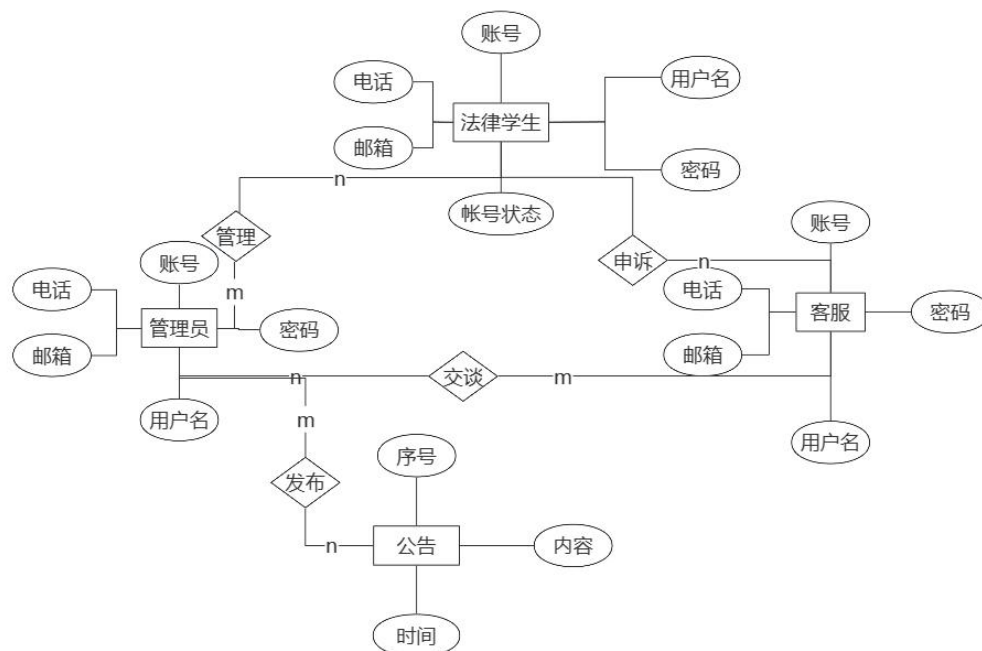 账号
电话
用户名
法律学生
邮箱
密码
n
帐号状态
账号
管理
申诉
n
账号
电话
m
电话
客服
密码
管理员
密码
邮箱
邮箱
n
交谈
m
用户名
m
用户名
序号
发布
n
公告
内容
时间